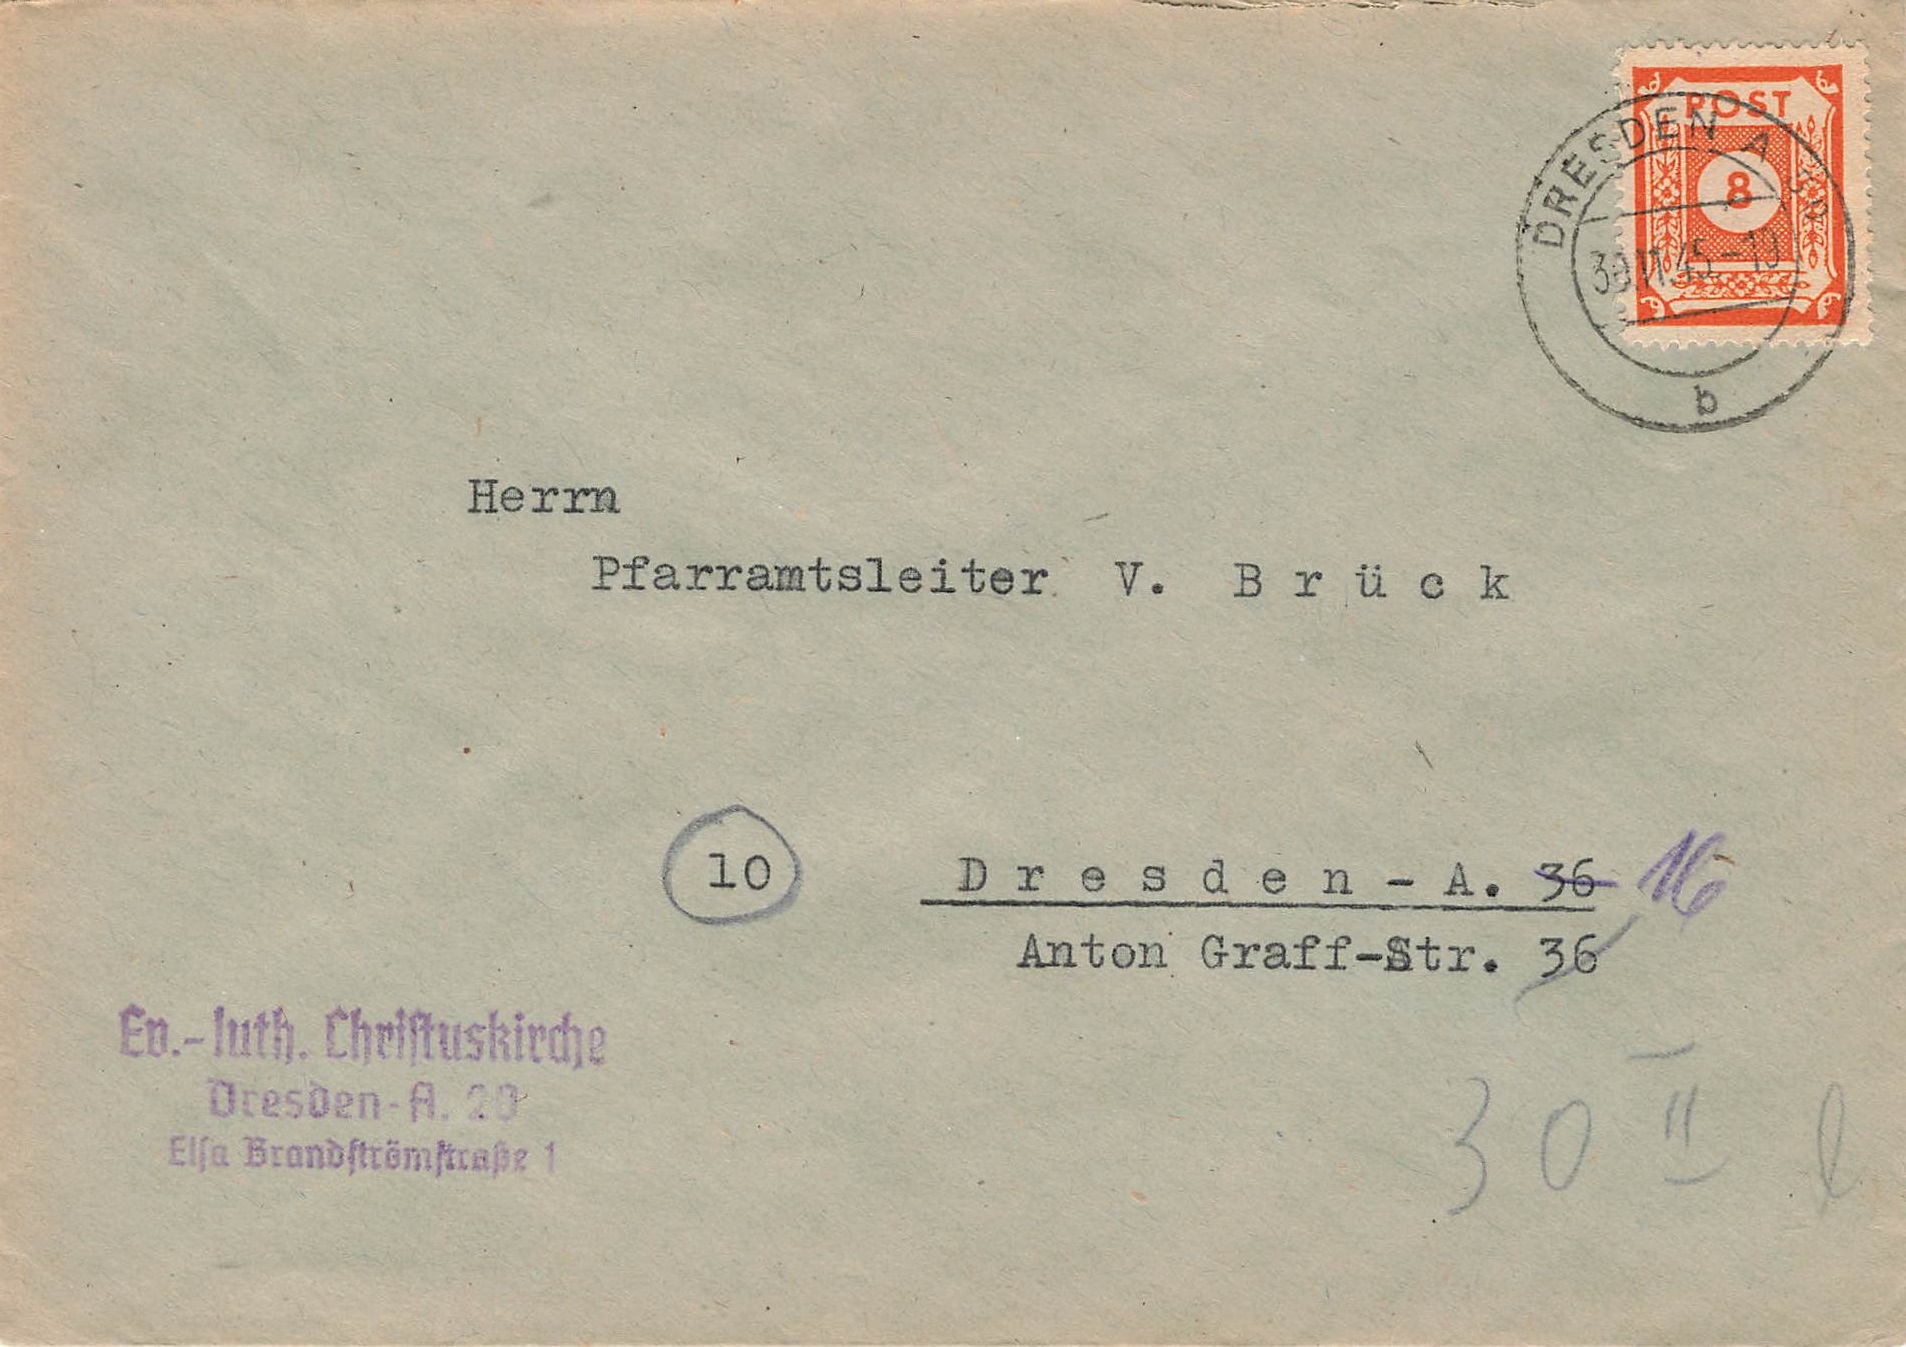 POST
8
DRESDEN A
30.11.45-10
b
Herrn
Pfarramtsleiter V. Brück
10
Dresden-A. 36 16
Anton Graff-Str. 36
Ev.-luth. Christuskirche
Dresden-A. 20
Elsa Brandströmstraße 1
30 II